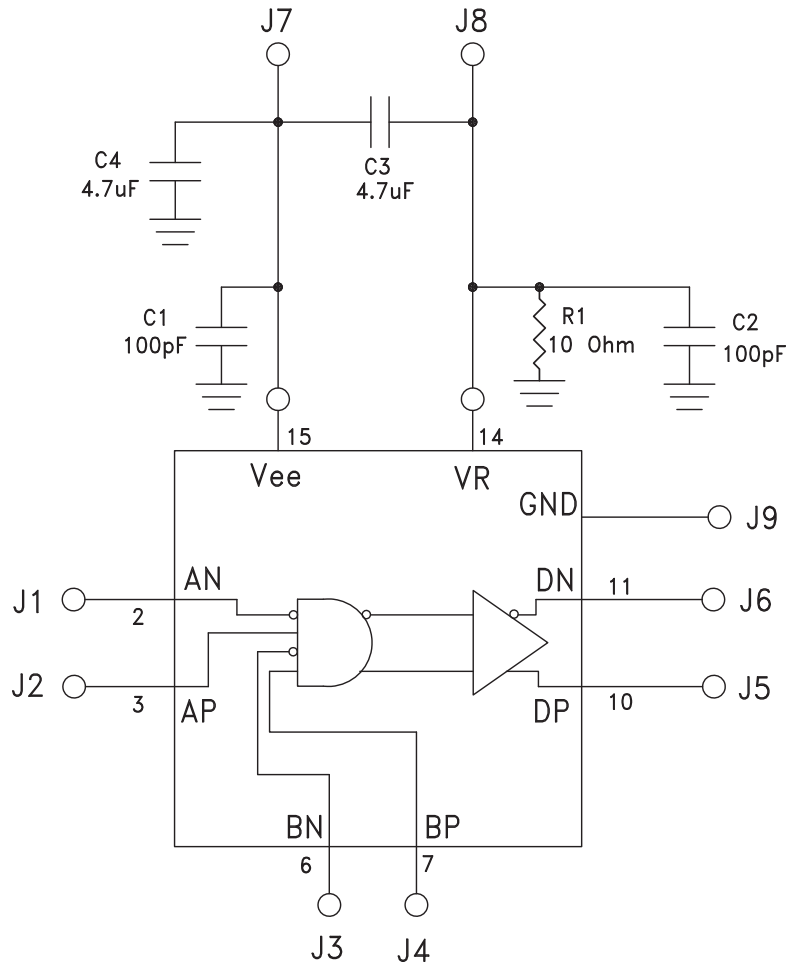 J7
J8
C4
4.7uF
C3
4.7uF
C1
100pF
R1
10 Ohm
C2
100pF
15
14
Vee
VR
GND
J9
AN
DN
J1
2
11
J6
J2
3
AP
DP
10
J5
BN
BP
6
7
J3
J4